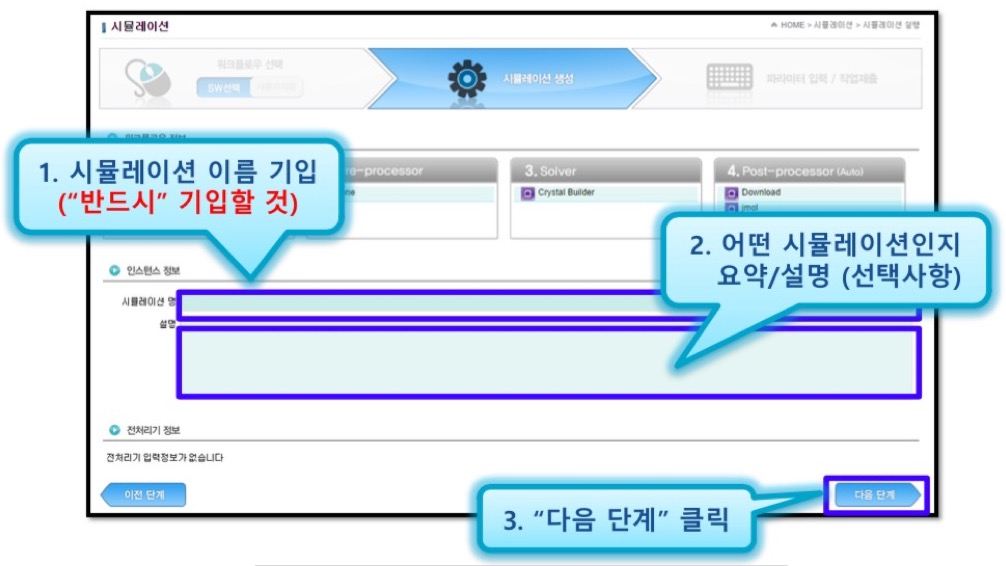 시뮬레이션
HOME > 시뮬레이션 > 시뮬레이션 실행
워크플로우 선택
SW선택
시뮬레이션 생성
파라미터 입력 / 작업제출
워크플로우 정보
1. 시뮬레이션 이름 기입
(“반드시” 기입할 것)
re-processor
ne
3. Solver
Crystal Builder
4. Post-processor (Auto)
Download
jmol
2. 어떤 시뮬레이션인지
요약/설명 (선택사항)
인스턴스 정보
시뮬레이션 명
설명
전처리기 정보
전처리기 입력정보가 없습니다
이전 단계
다음 단계
3. “다음 단계” 클릭